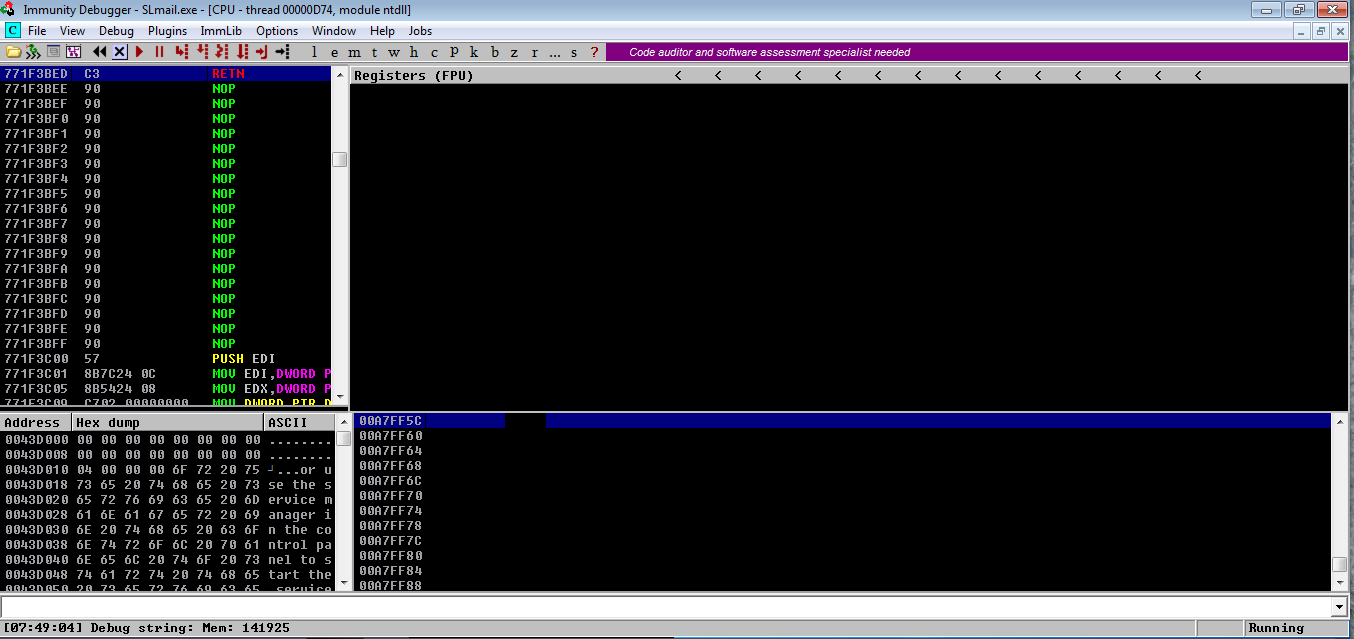 Immunity Debugger - SLmail.exe - [CPU - thread 00000D74, module ntdll]
C File View Debug Plugins ImmLib Options Window Help Jobs
l e m t w h c P k b z r ... s ? Code auditor and software assessment specialist needed
771F3BED C3 RETN
771F3BEE 90 NOP
771F3BEF 90 NOP
771F3BF0 90 NOP
771F3BF1 90 NOP
771F3BF2 90 NOP
771F3BF3 90 NOP
771F3BF4 90 NOP
771F3BF5 90 NOP
771F3BF6 90 NOP
771F3BF7 90 NOP
771F3BF8 90 NOP
771F3BF9 90 NOP
771F3BFA 90 NOP
771F3BFB 90 NOP
771F3BFC 90 NOP
771F3BFD 90 NOP
771F3BFE 90 NOP
771F3BFF 90 NOP
771F3C00 57 PUSH EDI
771F3C01 8B7C24 0C MOV EDI,DWORD P
771F3C05 8B5424 08 MOV EDX,DWORD P
771F3C09 C702 00000000 MOV DWORD PTR D
Registers (FPU) < < < < < < < < < < < < < <
Address Hex dump ASCII
0043D000 00 00 00 00 00 00 00 00 ........
0043D008 00 00 00 00 00 00 00 00 ........
0043D010 04 00 00 00 6F 72 20 75 ┘...or u
0043D018 73 65 20 74 68 65 20 73 se the s
0043D020 65 72 76 69 63 65 20 6D ervice m
0043D028 61 6E 61 67 65 72 20 69 anager i
0043D030 6E 20 74 68 65 20 63 6F n the co
0043D038 6E 74 72 6F 6C 20 70 61 ntrol pa
0043D040 6E 65 6C 20 74 6F 20 73 nel to s
0043D048 74 61 72 74 20 74 68 65 tart the
0043D050 20 73 65 72 76 69 63 65 service
00A7FF5C
00A7FF60
00A7FF64
00A7FF68
00A7FF6C
00A7FF70
00A7FF74
00A7FF78
00A7FF7C
00A7FF80
00A7FF84
00A7FF88
[07:49:04] Debug string: Mem: 141925 Running